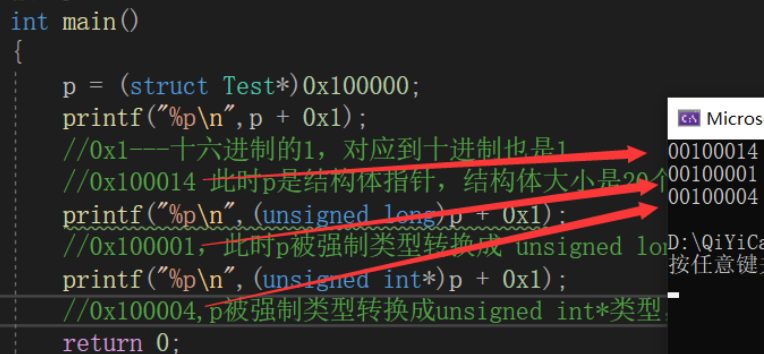 int main()
{
p = (struct Test*)0x100000;
printf("%p\n",p + 0x1);
//0x1---十六进制的1，对应到十进制也是1
//0x100014 此时p是结构体指针，结构体大小是20个
printf("%p\n",(unsigned long)p + 0x1);
//0x100001，此时p被强制类型转换成 unsigned lon
printf("%p\n",(unsigned int*)p + 0x1);
//0x100004,p被强制类型转换成unsigned int*类型，
return 0;
Micros
00100014
00100001
00100004
D:\QiYiCa
按任意键